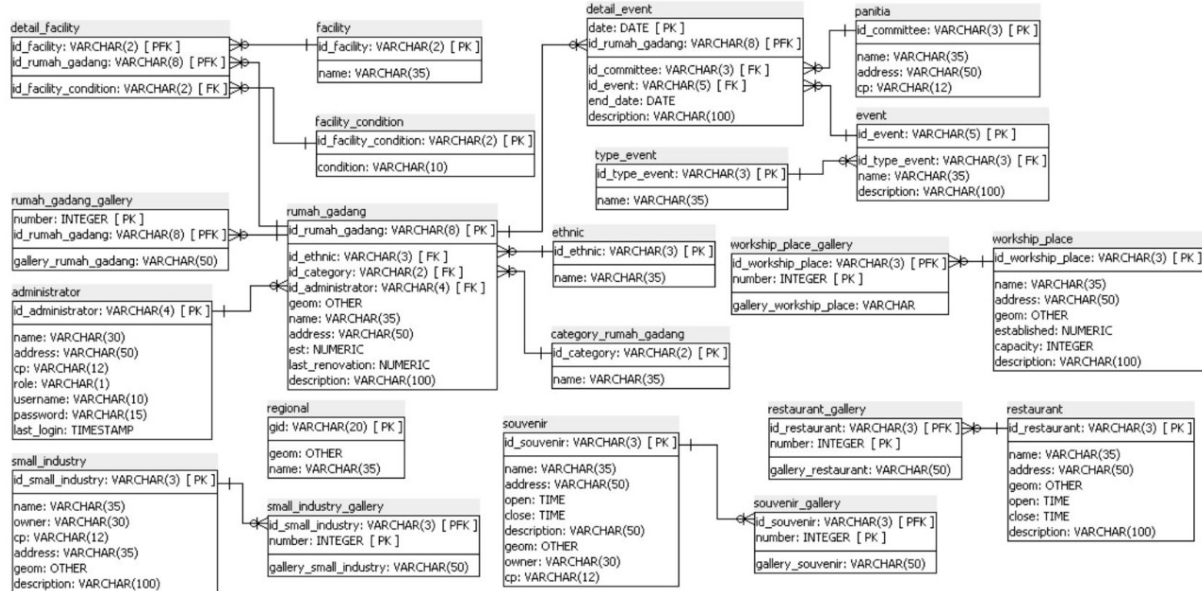 detail_facility
id_facility: VARCHAR(2) [ PFK ]
id_rumah_gadang: VARCHAR(8) [ PFK ]
id_facility_condition: VARCHAR(2) [ FK ]
facility
id_facility: VARCHAR(2) [ PK ]
name: VARCHAR(35)
facility_condition
id_facility_condition: VARCHAR(2) [ PK ]
condition: VARCHAR(10)
detail_event
date: DATE [ PK ]
id_rumah_gadang: VARCHAR(8) [ PFK ]
id_committee: VARCHAR(3) [ FK ]
id_event: VARCHAR(5) [ FK ]
end_date: DATE
description: VARCHAR(100)
panitia
id_committee: VARCHAR(3) [ PK ]
name: VARCHAR(35)
address: VARCHAR(50)
cp: VARCHAR(12)
event
id_event: VARCHAR(5) [ PK ]
id_type_event: VARCHAR(3) [ FK ]
name: VARCHAR(35)
description: VARCHAR(100)
type_event
id_type_event: VARCHAR(3) [ PK ]
name: VARCHAR(35)
rumah_gadang_gallery
number: INTEGER [ PK ]
id_rumah_gadang: VARCHAR(8) [ PFK ]
gallery_rumah_gadang: VARCHAR(50)
rumah_gadang
id_rumah_gadang: VARCHAR(8) [ PK ]
id_ethnic: VARCHAR(3) [ FK ]
id_category: VARCHAR(2) [ FK ]
id_administrator: VARCHAR(4) [ FK ]
geom: OTHER
name: VARCHAR(35)
address: VARCHAR(50)
est: NUMERIC
last_renovation: NUMERIC
description: VARCHAR(100)
ethnic
id_ethnic: VARCHAR(3) [ PK ]
name: VARCHAR(35)
workship_place_gallery
id_workship_place: VARCHAR(3) [ PFK ]
number: INTEGER [ PK ]
gallery_workship_place: VARCHAR
workship_place
id_workship_place: VARCHAR(3) [ PK ]
name: VARCHAR(35)
address: VARCHAR(50)
geom: OTHER
established: NUMERIC
capacity: INTEGER
description: VARCHAR(100)
administrator
id_administrator: VARCHAR(4) [ PK ]
name: VARCHAR(30)
address: VARCHAR(50)
cp: VARCHAR(12)
role: VARCHAR(1)
username: VARCHAR(10)
password: VARCHAR(15)
last_login: TIMESTAMP
category_rumah_gadang
id_category: VARCHAR(2) [ PK ]
name: VARCHAR(35)
regional
gid: VARCHAR(20) [ PK ]
geom: OTHER
name: VARCHAR(35)
souvenir
id_souvenir: VARCHAR(3) [ PK ]
name: VARCHAR(35)
address: VARCHAR(50)
open: TIME
close: TIME
description: VARCHAR(50)
geom: OTHER
owner: VARCHAR(30)
cp: VARCHAR(12)
restaurant_gallery
id_restaurant: VARCHAR(3) [ PFK ]
number: INTEGER [ PK ]
gallery_restaurant: VARCHAR(50)
restaurant
id_restaurant: VARCHAR(3) [ PK ]
name: VARCHAR(35)
address: VARCHAR(50)
geom: OTHER
open: TIME
close: TIME
description: VARCHAR(100)
small_industry
id_small_industry: VARCHAR(3) [ PK ]
name: VARCHAR(35)
owner: VARCHAR(30)
cp: VARCHAR(12)
address: VARCHAR(35)
geom: OTHER
description: VARCHAR(100)
small_industry_gallery
id_small_industry: VARCHAR(3) [ PFK ]
number: INTEGER [ PK ]
gallery_small_industry: VARCHAR(50)
souvenir_gallery
id_souvenir: VARCHAR(3) [ PFK ]
number: INTEGER [ PK ]
gallery_souvenir: VARCHAR(50)